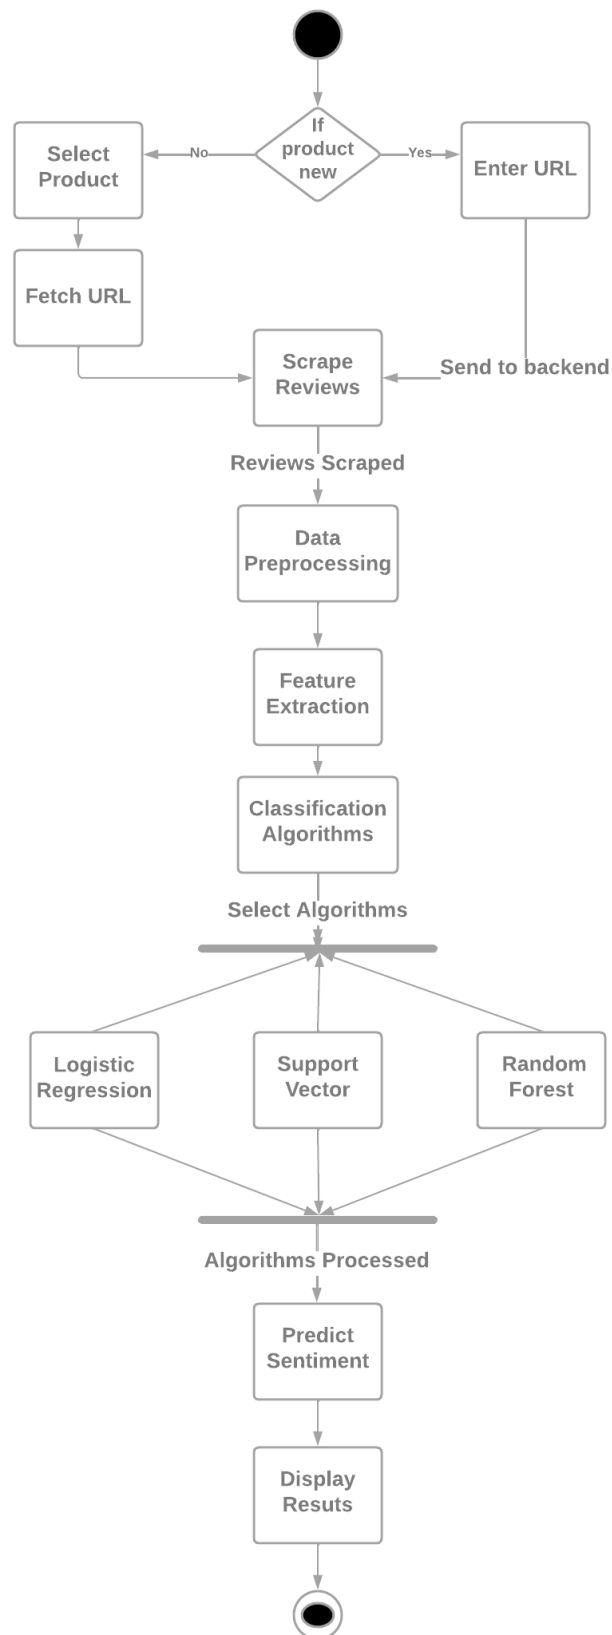 If
product
new
No
Yes
Select
Product
Enter URL
Fetch URL
Scrape
Reviews
Send to backend
Reviews Scraped
Data
Preprocessing
Feature
Extraction
Classification
Algorithms
Select Algorithms
Logistic
Regression
Support
Vector
Random
Forest
Algorithms Processed
Predict
Sentiment
Display
Resuts